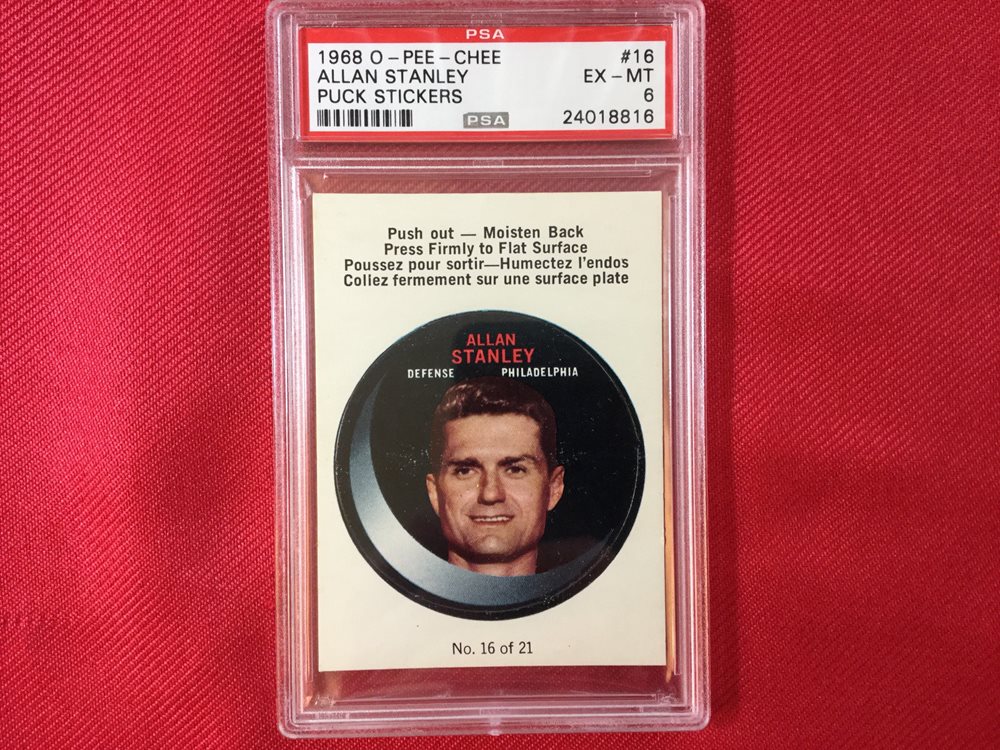 PSA
1968 O-PEE-CHEE #16
ALLAN STANLEY EX-MT
PUCK STICKERS 6
PSA 24018816
Push out — Moisten Back
Press Firmly to Flat Surface
Poussez pour sortir—Humectez l'endos
Collez fermement sur une surface plate
ALLAN
STANLEY
DEFENSE PHILADELPHIA
No. 16 of 21